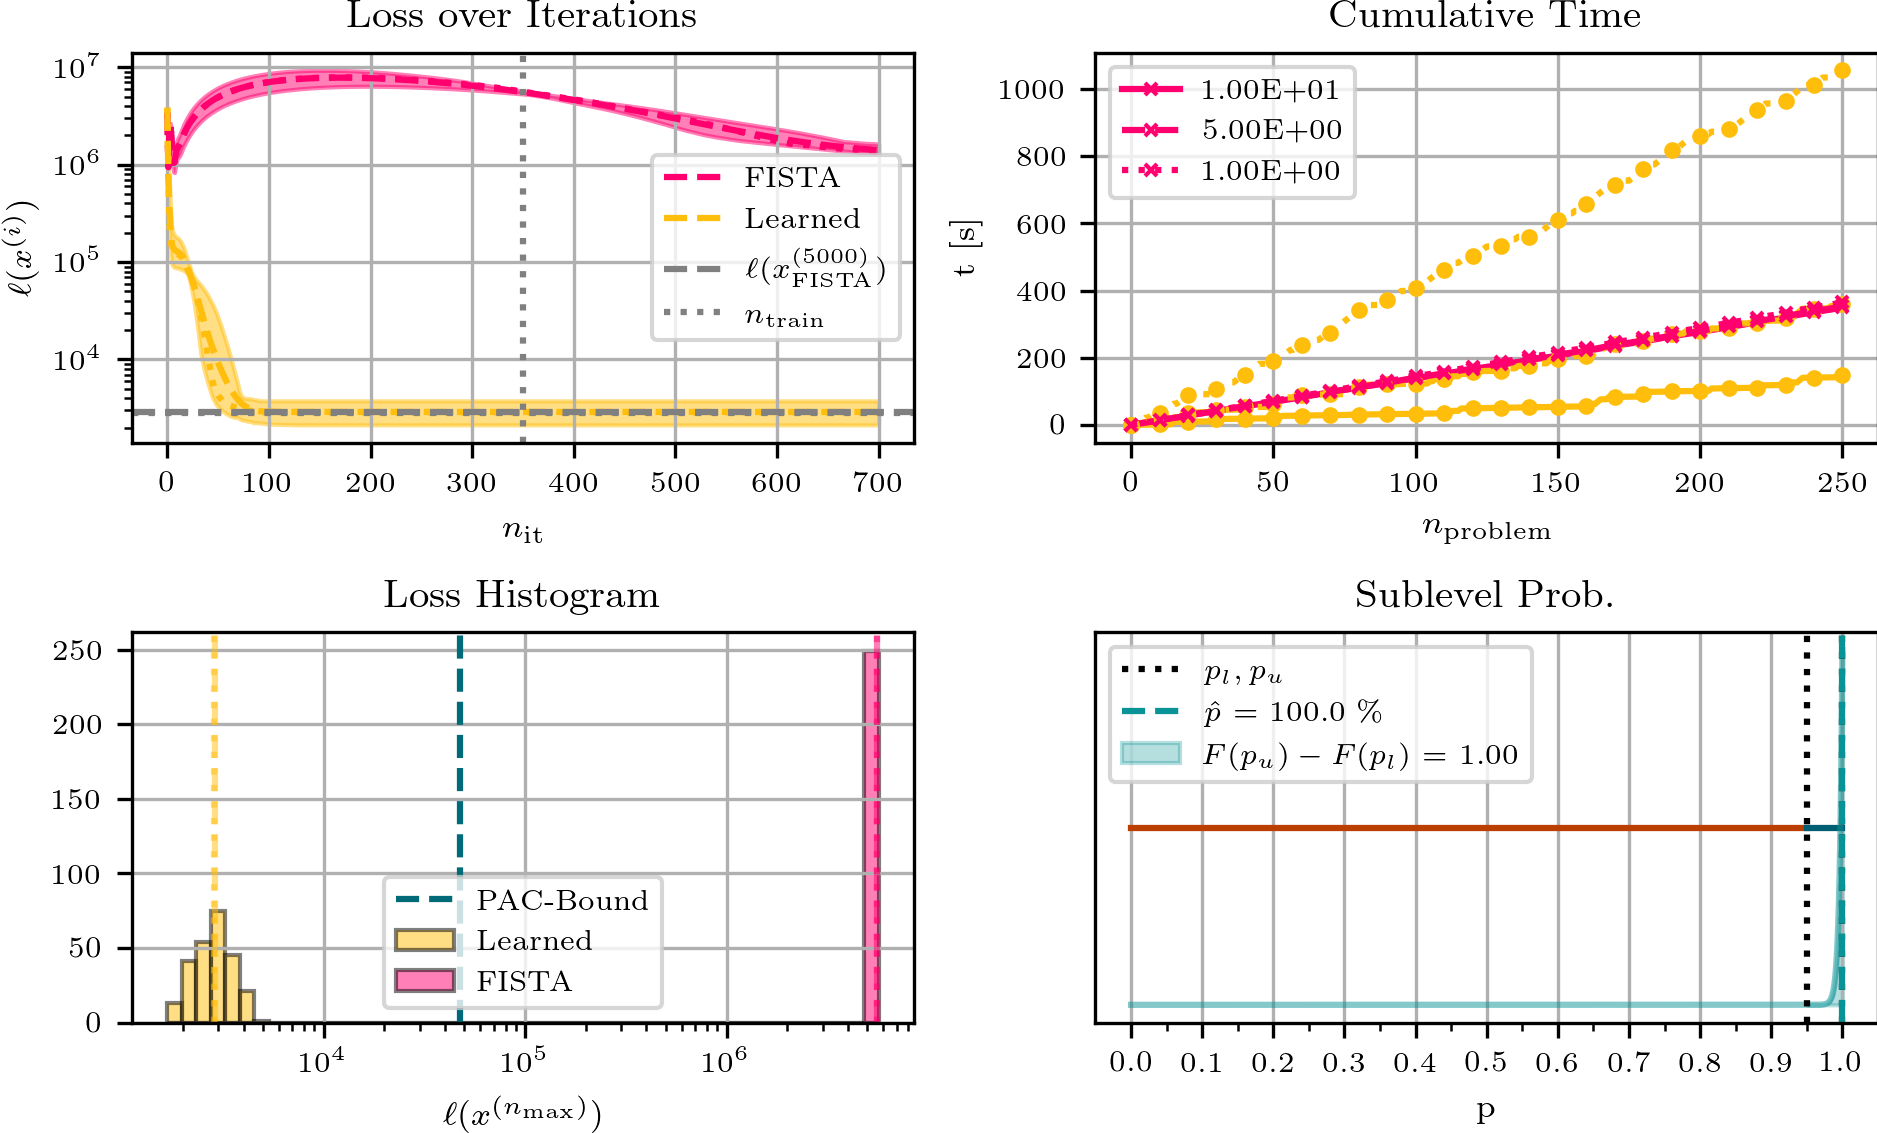 Loss over Iterations
10^7
10^6
10^5
10^4
ℓ(x^(i))
FISTA
Learned
ℓ(x_FISTA^(5000))
n_train
0 100 200 300 400 500 600 700
n_it
Cumulative Time
1000
800
600
400
200
0
t [s]
1.00E+01
5.00E+00
1.00E+00
0 50 100 150 200 250
n_problem
Loss Histogram
250
200
150
100
50
0
PAC-Bound
Learned
FISTA
10^4 10^5 10^6
ℓ(x^(n_max))
Sublevel Prob.
p_l, p_u
p̂ = 100.0 %
F(p_u) − F(p_l) = 1.00
0.0 0.1 0.2 0.3 0.4 0.5 0.6 0.7 0.8 0.9 1.0
p